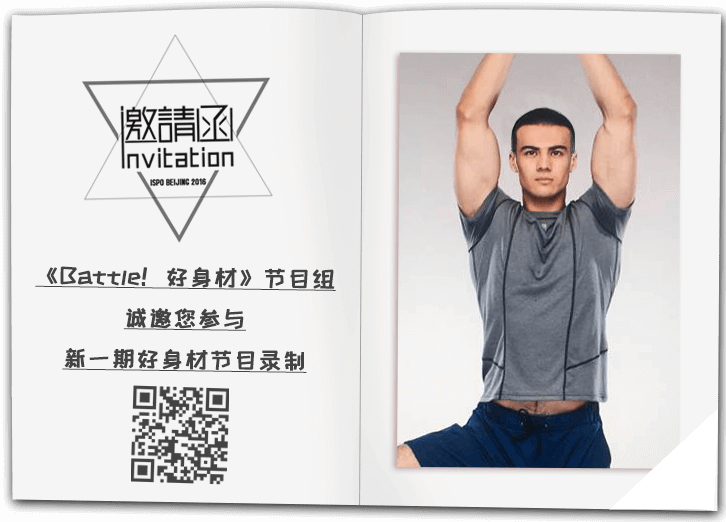 邀請函
Invitation
ISPO BEIJING 2016
《Battle! 好身材》节目组
诚邀您参与
新一期好身材节目录制